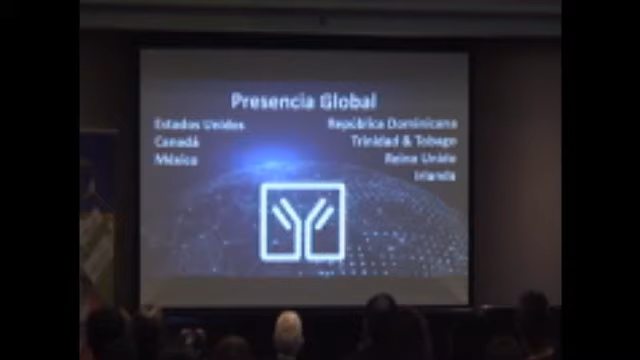 Presencia Global
Estados Unidos
Canadá
México
República Dominicana
Trinidad & Tobago
Reino Unido
Irlanda